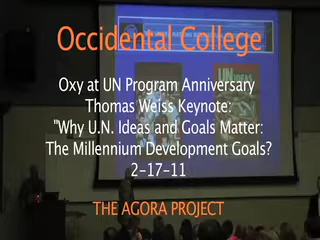 Occidental College
Oxy at UN Program Anniversary
Thomas Weiss Keynote:
"Why U.N. Ideas and Goals Matter:
The Millennium Development Goals?
2-17-11
THE AGORA PROJECT